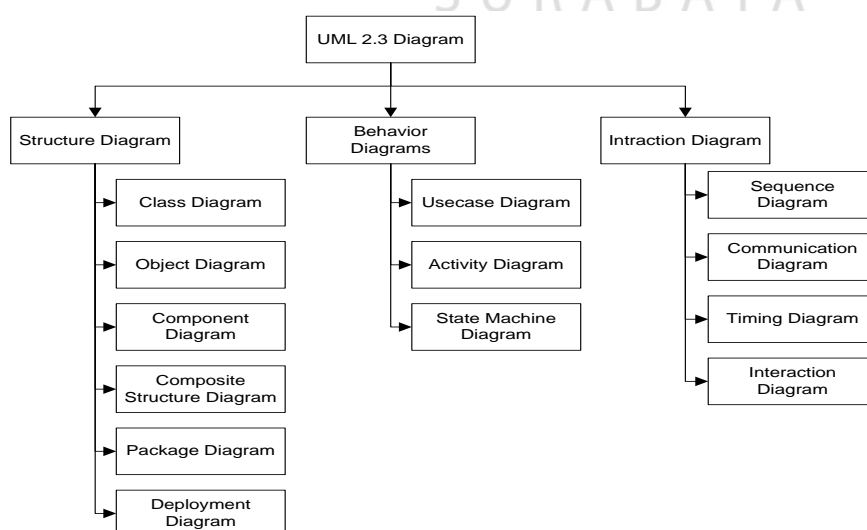 SURABAYA
UML 2.3 Diagram
Structure Diagram
Class Diagram
Object Diagram
Component
Diagram
Composite
Structure Diagram
Package Diagram
Deployment
Diagram
Behavior
Diagrams
Usecase Diagram
Activity Diagram
State Machine
Diagram
Intraction Diagram
Sequence
Diagram
Communication
Diagram
Timing Diagram
Interaction
Diagram